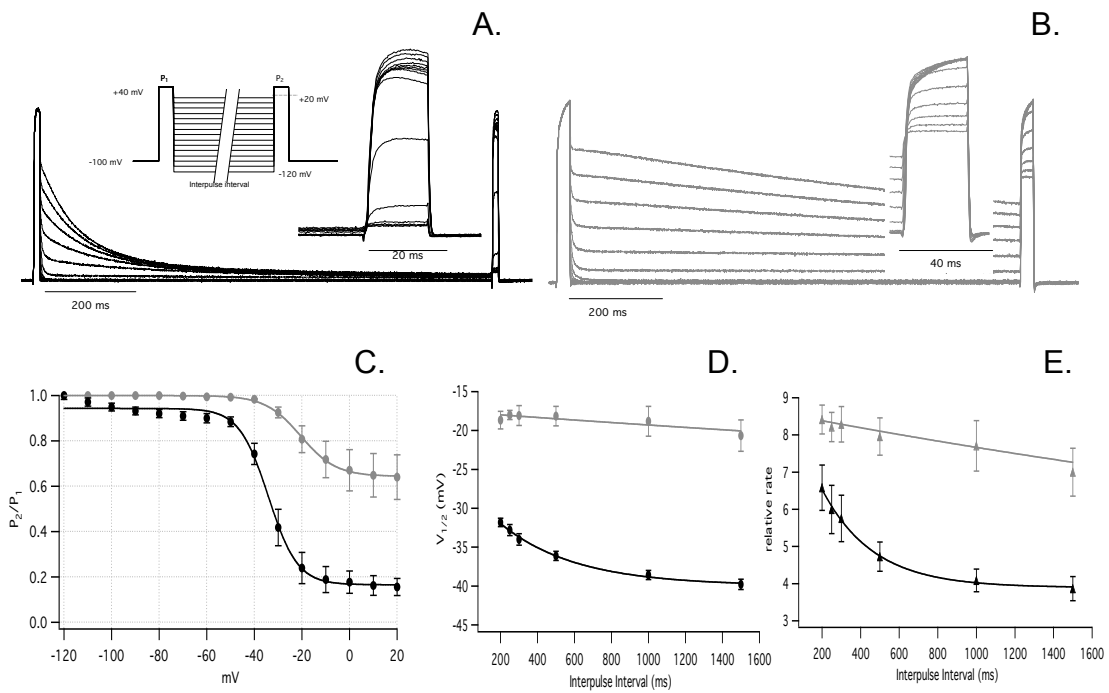 A.
B.
P1
P2
+40 mV
+20 mV
-100 mV
-120 mV
Interpulse Interval
20 ms
40 ms
200 ms
200 ms
C.
D.
E.
P2/P1
1.0
0.8
0.6
0.4
0.2
0.0
-120
-100
-80
-60
-40
-20
0
20
mV
V1/2 (mV)
-15
-20
-25
-30
-35
-40
-45
200 400 600 800 1000 1200 1400 1600
Interpulse Interval (ms)
relative rate
9
8
7
6
5
4
3
200 400 600 800 1000 1200 1400 1600
Interpulse Interval (ms)